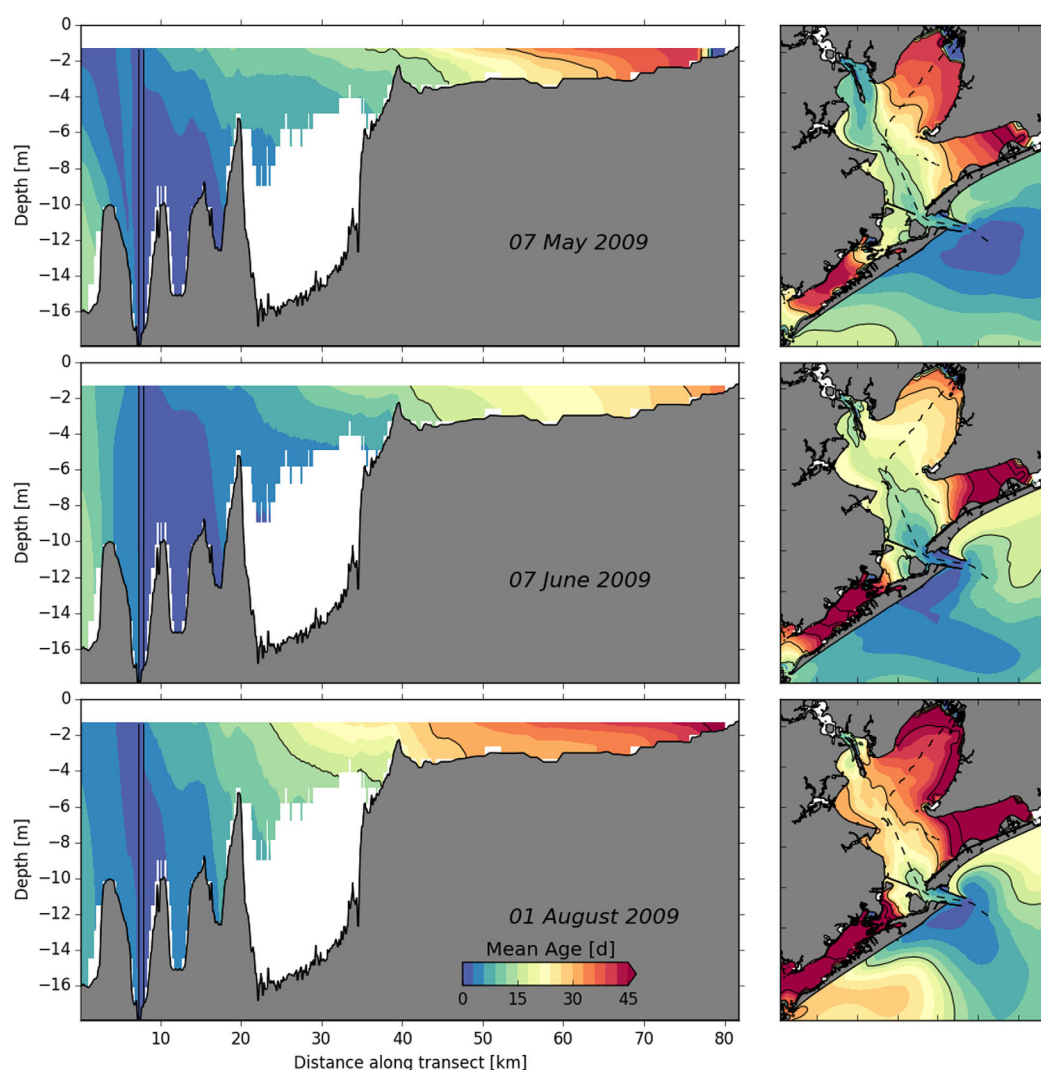 0
−2
−4
−6
−8
−10
−12
−14
−16
Depth [m]
07 May 2009
0
−2
−4
−6
−8
−10
−12
−14
−16
Depth [m]
07 June 2009
0
−2
−4
−6
−8
−10
−12
−14
−16
Depth [m]
01 August 2009
Mean Age [d]
0 15 30 45
10 20 30 40 50 60 70 80
Distance along transect [km]